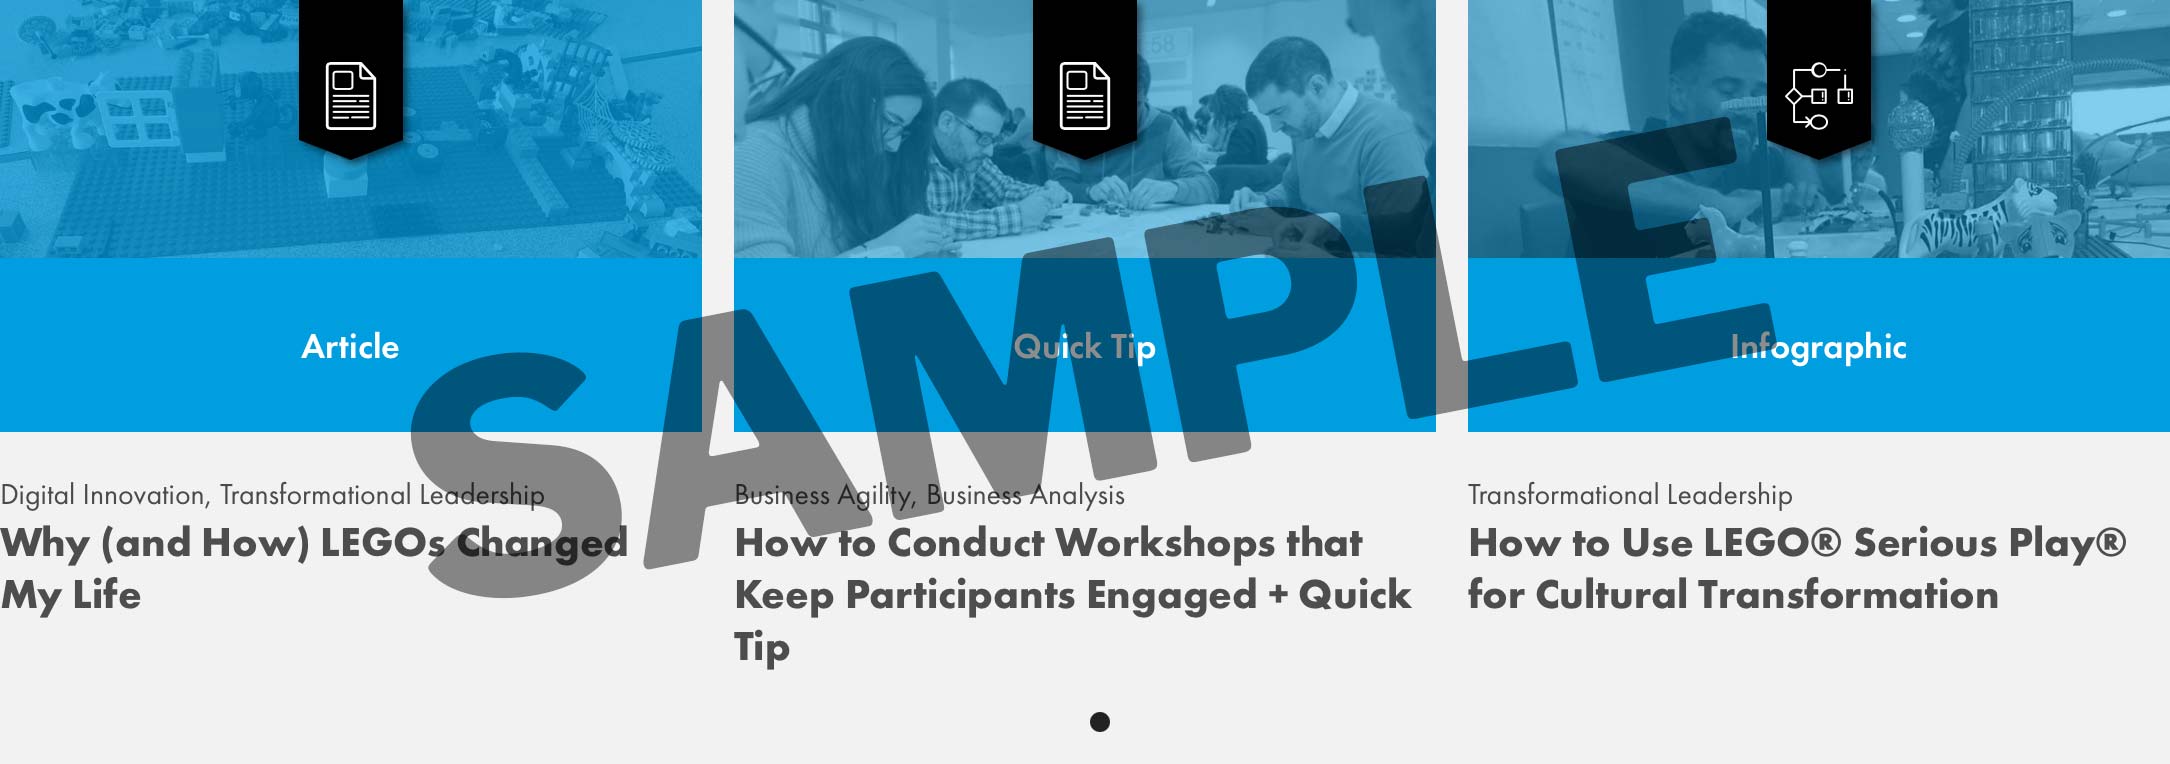 58
Article
Quick Tip
Infographic
SAMPLE
Digital Innovation, Transformational Leadership
Why (and How) LEGOs Changed
My Life
Business Agility, Business Analysis
How to Conduct Workshops that
Keep Participants Engaged + Quick
Tip
Transformational Leadership
How to Use LEGO® Serious Play®
for Cultural Transformation